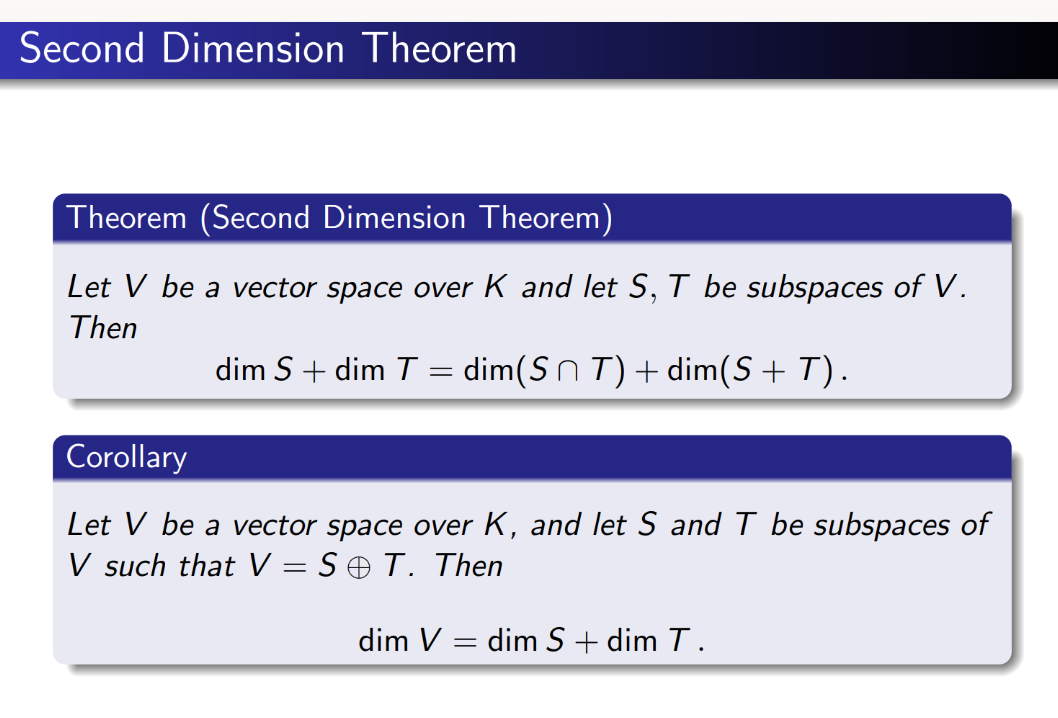 Second Dimension Theorem
Theorem (Second Dimension Theorem)
Let V be a vector space over K and let S, T be subspaces of V.
Then
dim S + dim T = dim(S ∩ T) + dim(S + T) .
Corollary
Let V be a vector space over K, and let S and T be subspaces of
V such that V = S ⊕ T. Then
dim V = dim S + dim T .